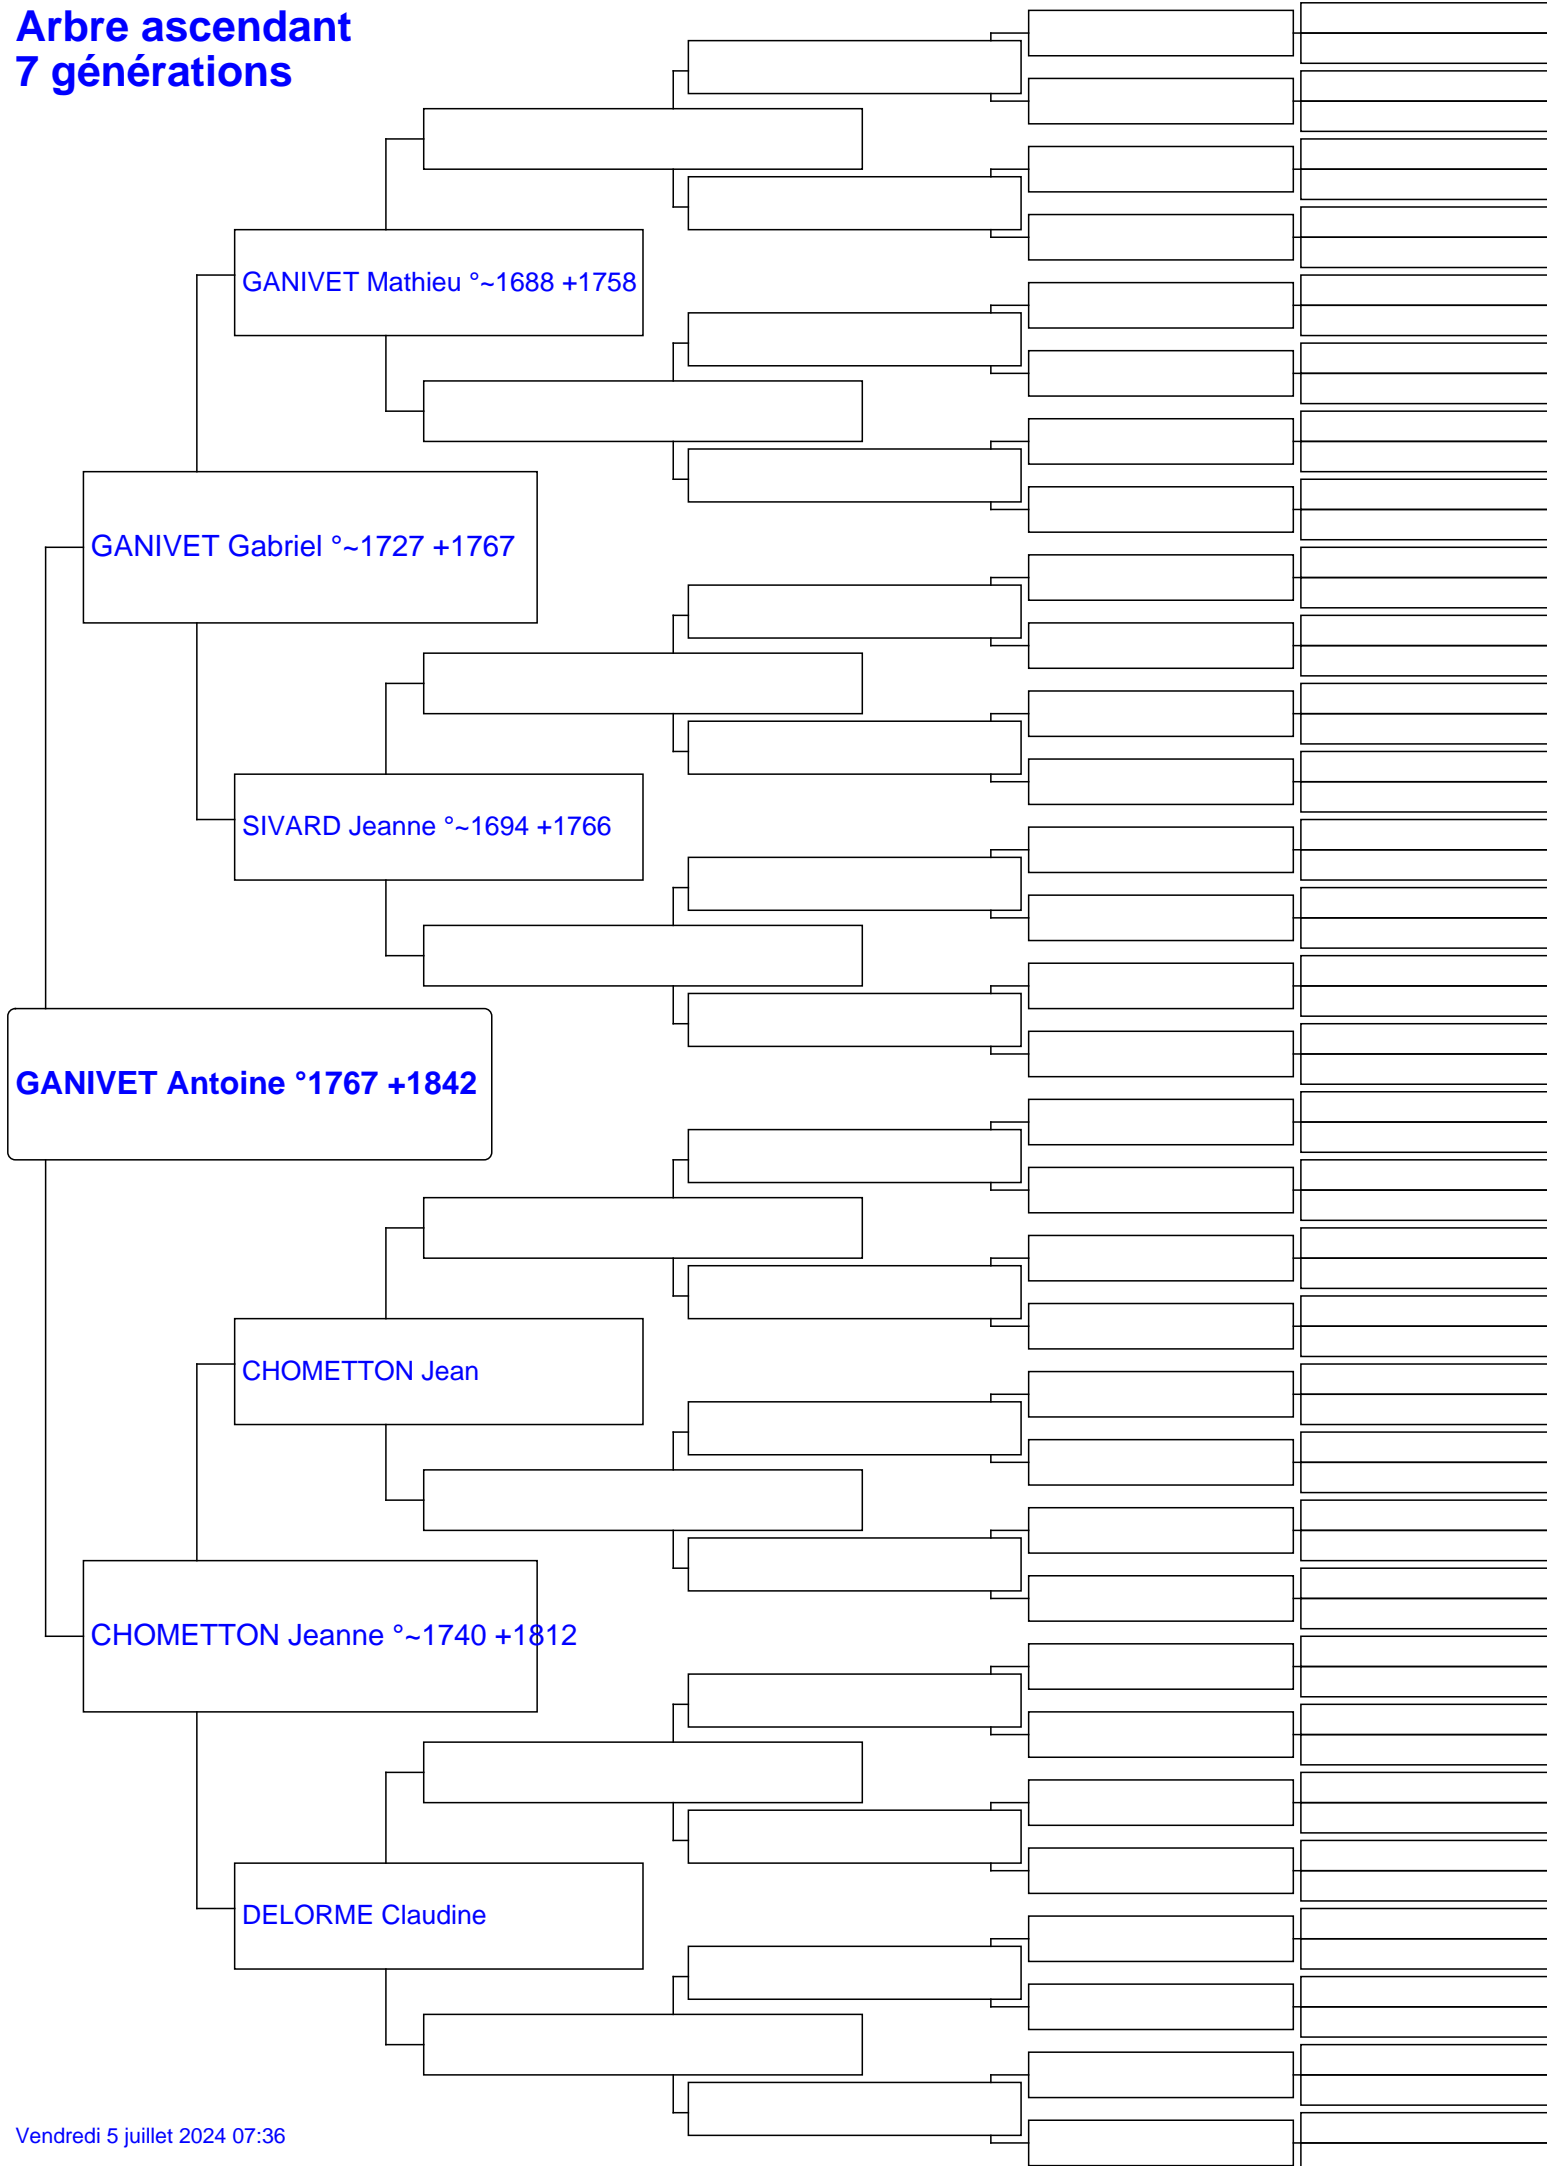 Arbre ascendant
7 générations
GANIVET Mathieu °~1688 +1758
GANIVET Gabriel °~1727 +1767
SIVARD Jeanne °~1694 +1766
GANIVET Antoine °1767 +1842
CHOMETTON Jean
CHOMETTON Jeanne °~1740 +1812
DELORME Claudine
Vendredi 5 juillet 2024 07:36